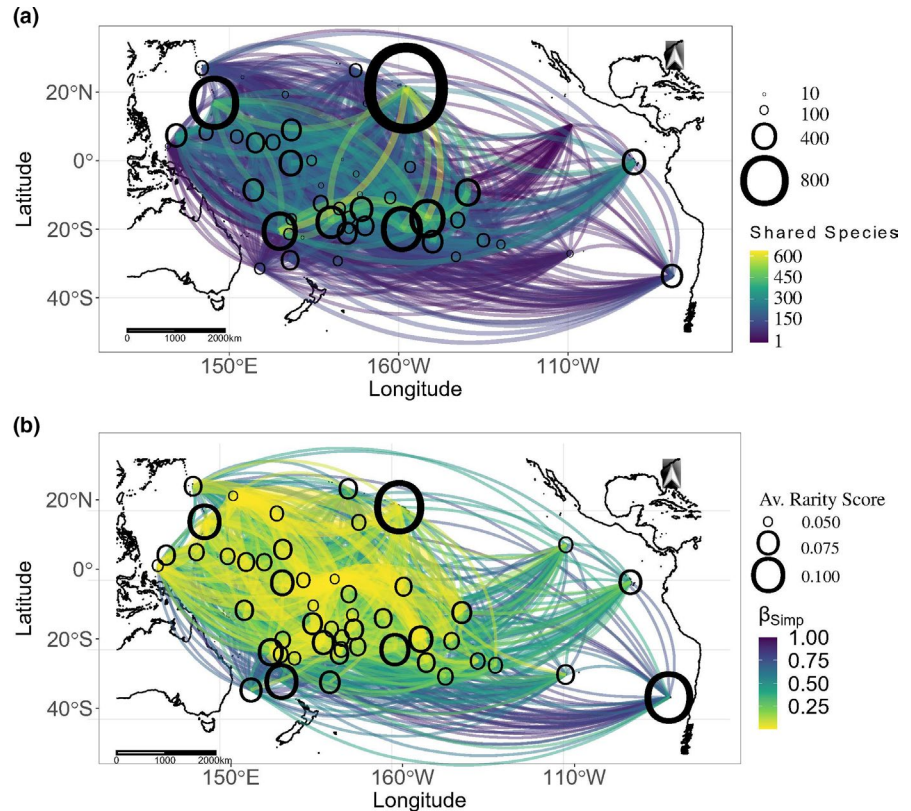 (a)
20°N
0°
20°S
40°S
Latitude
0 1000 2000km
150°E 160°W 110°W
Longitude
10
100
400
800
Shared Species
600
450
300
150
1
(b)
20°N
0°
20°S
40°S
Latitude
0 1000 2000km
150°E 160°W 110°W
Longitude
Av. Rarity Score
0.050
0.075
0.100
βSimp
1.00
0.75
0.50
0.25